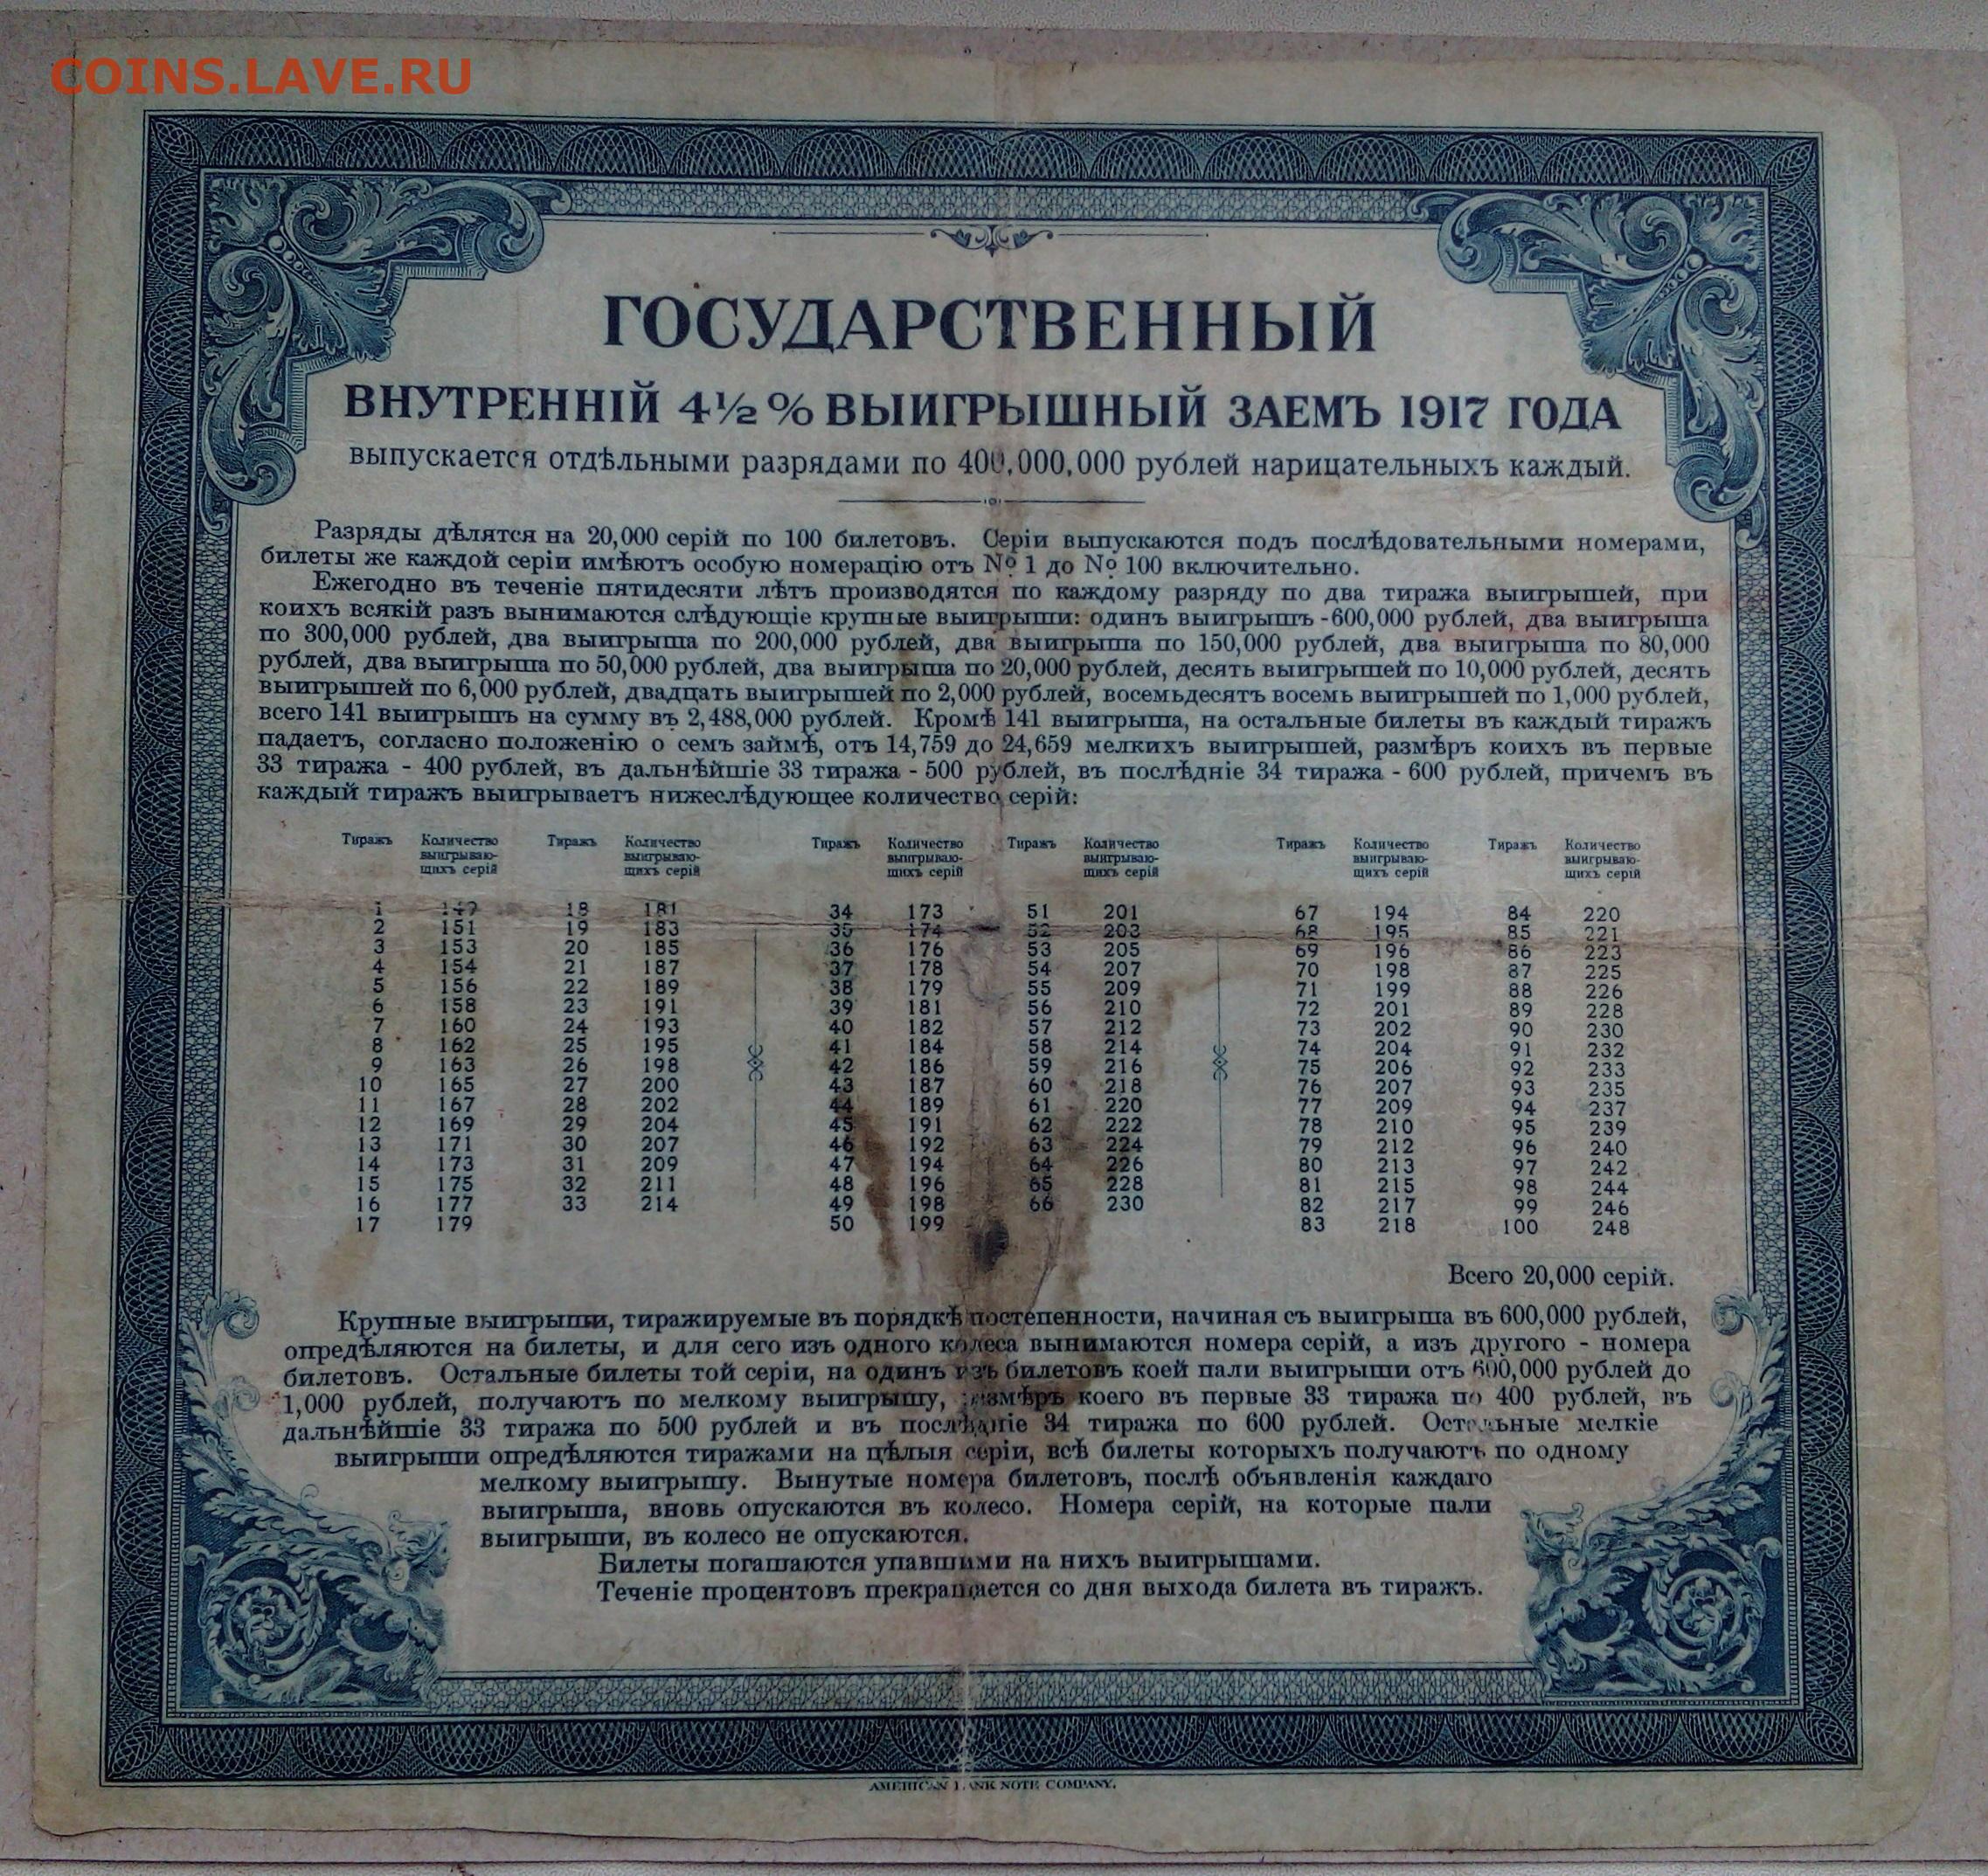 COINS.LAVE.RU
ГОСУДАРСТВЕННЫЙ
ВНУТРЕННІЙ 4½% ВЫИГРЫШНЫЙ ЗАЕМЪ 1917 ГОДА
выпускается отдѣльными разрядами по 400,000,000 рублей нарицательныхъ каждый.
Разряды дѣлятся на 20,000 серій по 100 билетовъ. Серіи выпускаются подъ послѣдовательными номерами,
билеты же каждой серіи имѣютъ особую номерацію отъ № 1 до № 100 включительно.
Ежегодно въ теченіе пятидесяти лѣтъ производятся по каждому разряду по два тиража выигрышей, при
коихъ всякій разъ вынимаются слѣдующіе крупные выигрыши: одинъ выигрышъ - 600,000 рублей, два выигрыша
по 300,000 рублей, два выигрыша по 200,000 рублей, два выигрыша по 150,000 рублей, два выигрыша по 80,000
рублей, два выигрыша по 50,000 рублей, два выигрыша по 20,000 рублей, десять выигрышей по 10,000 рублей, десять
выигрышей по 6,000 рублей, двадцать выигрышей по 2,000 рублей, восемьдесятъ восемь выигрышей по 1,000 рублей,
всего 141 выигрышъ на сумму въ 2,488,000 рублей. Кромѣ 141 выигрыша, на остальные билеты въ каждый тиражъ
падаетъ, согласно положенію о семъ займѣ, отъ 14,759 до 24,659 мелкихъ выигрышей, размѣръ коихъ въ первые
33 тиража - 400 рублей, въ дальнѣйшіе 33 тиража - 500 рублей, въ послѣдніе 34 тиража - 600 рублей, причемъ въ
каждый тиражъ выигрываетъ нижеслѣдующее количество серій:
Тиражъ Количество Тиражъ Количество Тиражъ Количество Тиражъ Количество Тиражъ Количество Тиражъ Количество
выигрываю- выигрываю- выигрываю- выигрываю- выигрываю- выигрываю-
щихъ серій щихъ серій щихъ серій щихъ серій щихъ серій щихъ серій
1 149 18 181 34 173 51 201 67 194 84 220
2 151 19 183 35 174 52 203 68 195 85 221
3 153 20 185 36 176 53 205 69 196 86 223
4 154 21 187 37 178 54 207 70 198 87 225
5 156 22 189 38 179 55 209 71 199 88 226
6 158 23 191 39 181 56 210 72 201 89 228
7 160 24 193 40 182 57 212 73 202 90 230
8 162 25 195 41 184 58 214 74 204 91 232
9 163 26 198 42 186 59 216 75 206 92 233
10 165 27 200 43 187 60 218 76 207 93 235
11 167 28 202 44 189 61 220 77 209 94 237
12 169 29 204 45 191 62 222 78 210 95 239
13 171 30 207 46 192 63 224 79 212 96 240
14 173 31 209 47 194 64 226 80 213 97 242
15 175 32 211 48 196 65 228 81 215 98 244
16 177 33 214 49 198 66 230 82 217 99 246
17 179 50 199 83 218 100 248
Всего 20,000 серій.
Крупные выигрыши, тиражируемые въ порядкѣ постепенности, начиная съ выигрыша въ 600,000 рублей,
опредѣляются на билеты, и для сего изъ одного колеса вынимаются номера серій, а изъ другого - номера
билетовъ. Остальные билеты той серіи, на одинъ изъ билетовъ коей пали выигрыши отъ 600,000 рублей до
1,000 рублей, получаютъ по мелкому выигрышу, размѣръ коего въ первые 33 тиража по 400 рублей, въ
дальнѣйшіе 33 тиража по 500 рублей и въ послѣдніе 34 тиража по 600 рублей. Остальные мелкіе
выигрыши опредѣляются тиражами на цѣлыя серіи, всѣ билеты которыхъ получаютъ по одному
мелкому выигрышу. Вынутые номера билетовъ, послѣ объявленія каждаго
выигрыша, вновь опускаются въ колесо. Номера серій, на которые пали
выигрыши, въ колесо не опускаются.
Билеты погашаются упавшими на нихъ выигрышами.
Теченіе процентовъ прекращается со дня выхода билета въ тиражъ.
AMERICAN BANK NOTE COMPANY.